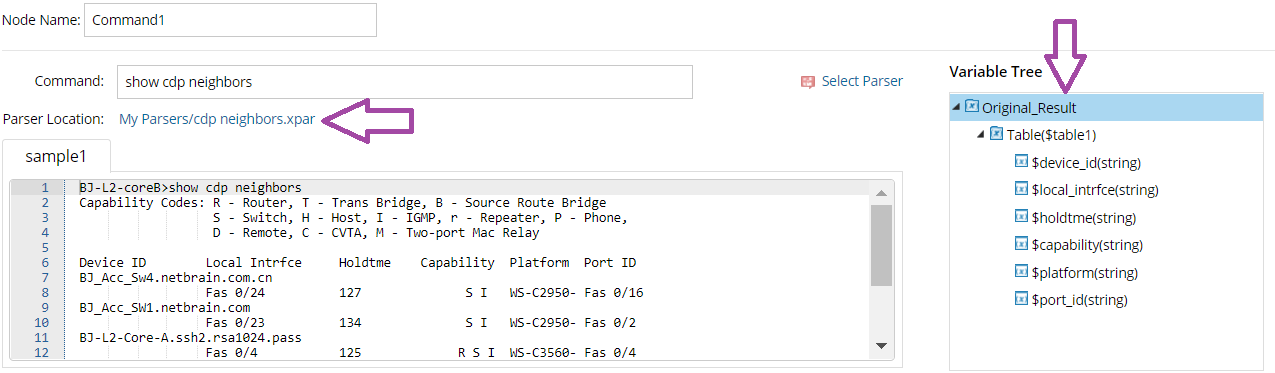 Node Name: Command1
Command: show cdp neighbors Select Parser
Parser Location: My Parsers/cdp neighbors.xpar
sample1
1 BJ-L2-coreB>show cdp neighbors
2 Capability Codes: R - Router, T - Trans Bridge, B - Source Route Bridge
3 S - Switch, H - Host, I - IGMP, r - Repeater, P - Phone,
4 D - Remote, C - CVTA, M - Two-port Mac Relay
5
6 Device ID Local Intrfce Holdtme Capability Platform Port ID
7 BJ_Acc_Sw4.netbrain.com.cn
8 Fas 0/24 127 S I WS-C2950- Fas 0/16
9 BJ_Acc_SW1.netbrain.com
10 Fas 0/23 134 S I WS-C2950- Fas 0/2
11 BJ-L2-Core-A.ssh2.rsa1024.pass
12 Fas 0/4 125 R S I WS-C3560- Fas 0/4
Variable Tree
Original_Result
Table($table1)
$device_id(string)
$local_intrfce(string)
$holdtme(string)
$capability(string)
$platform(string)
$port_id(string)